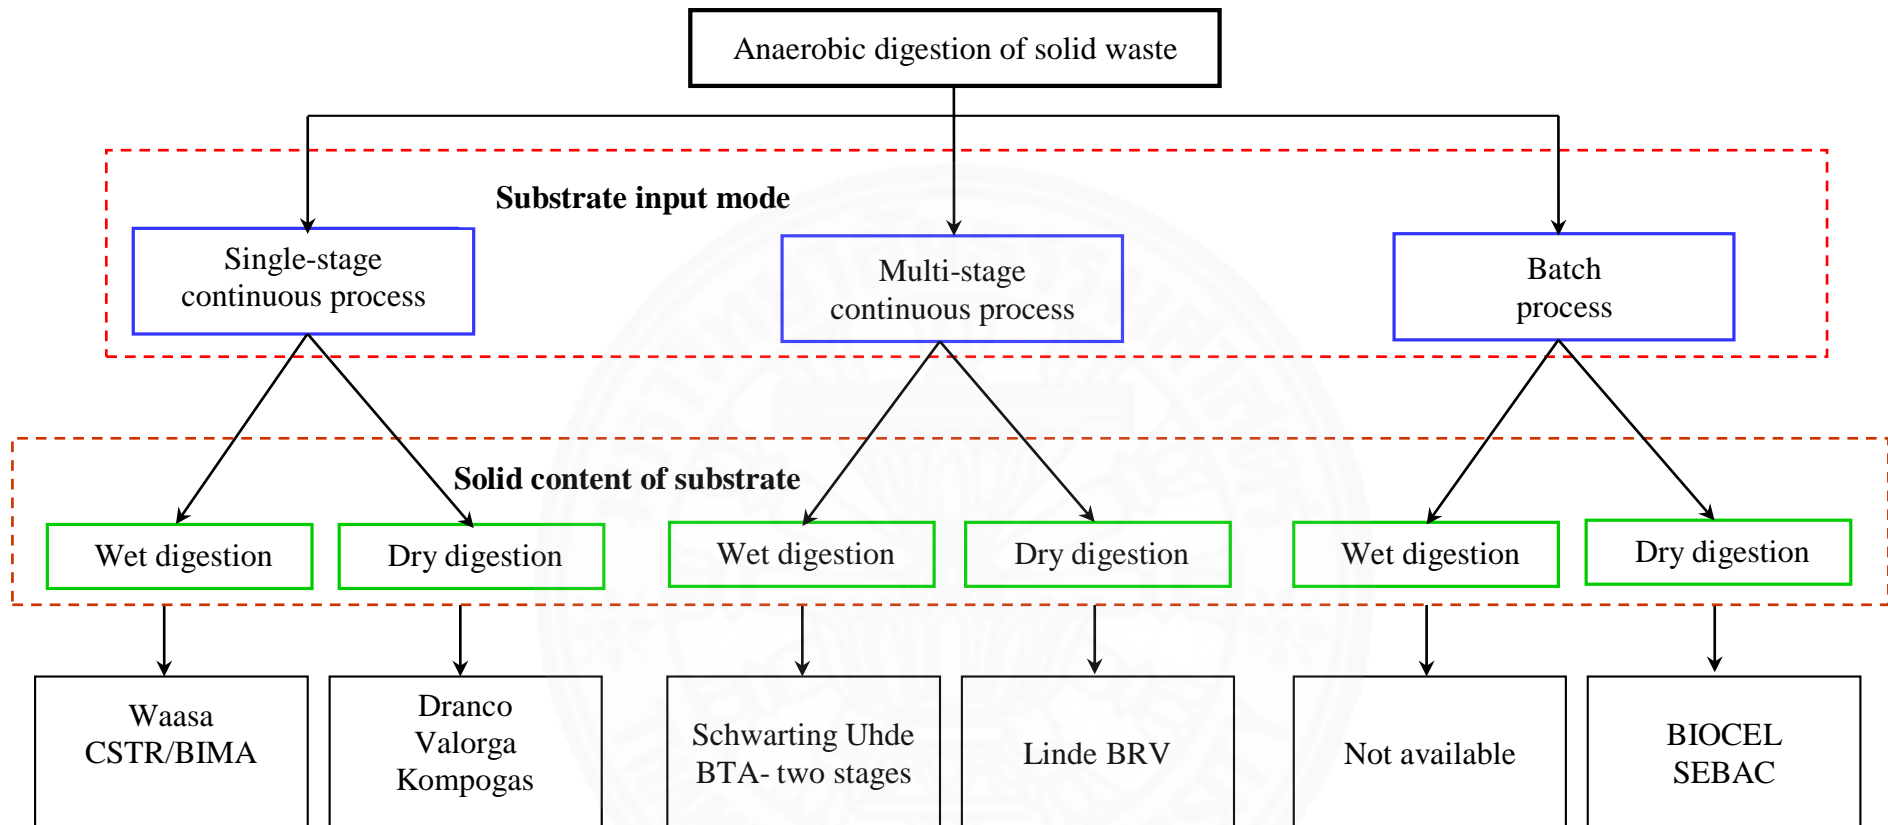 Anaerobic digestion of solid waste
Substrate input mode
Single-stage
continuous process
Multi-stage
continuous process
Batch
process
Solid content of substrate
Wet digestion
Dry digestion
Wet digestion
Dry digestion
Wet digestion
Dry digestion
Waasa
CSTR/BIMA
Dranco
Valorga
Kompogas
Schwarting Uhde
BTA- two stages
Linde BRV
Not available
BIOCEL
SEBAC